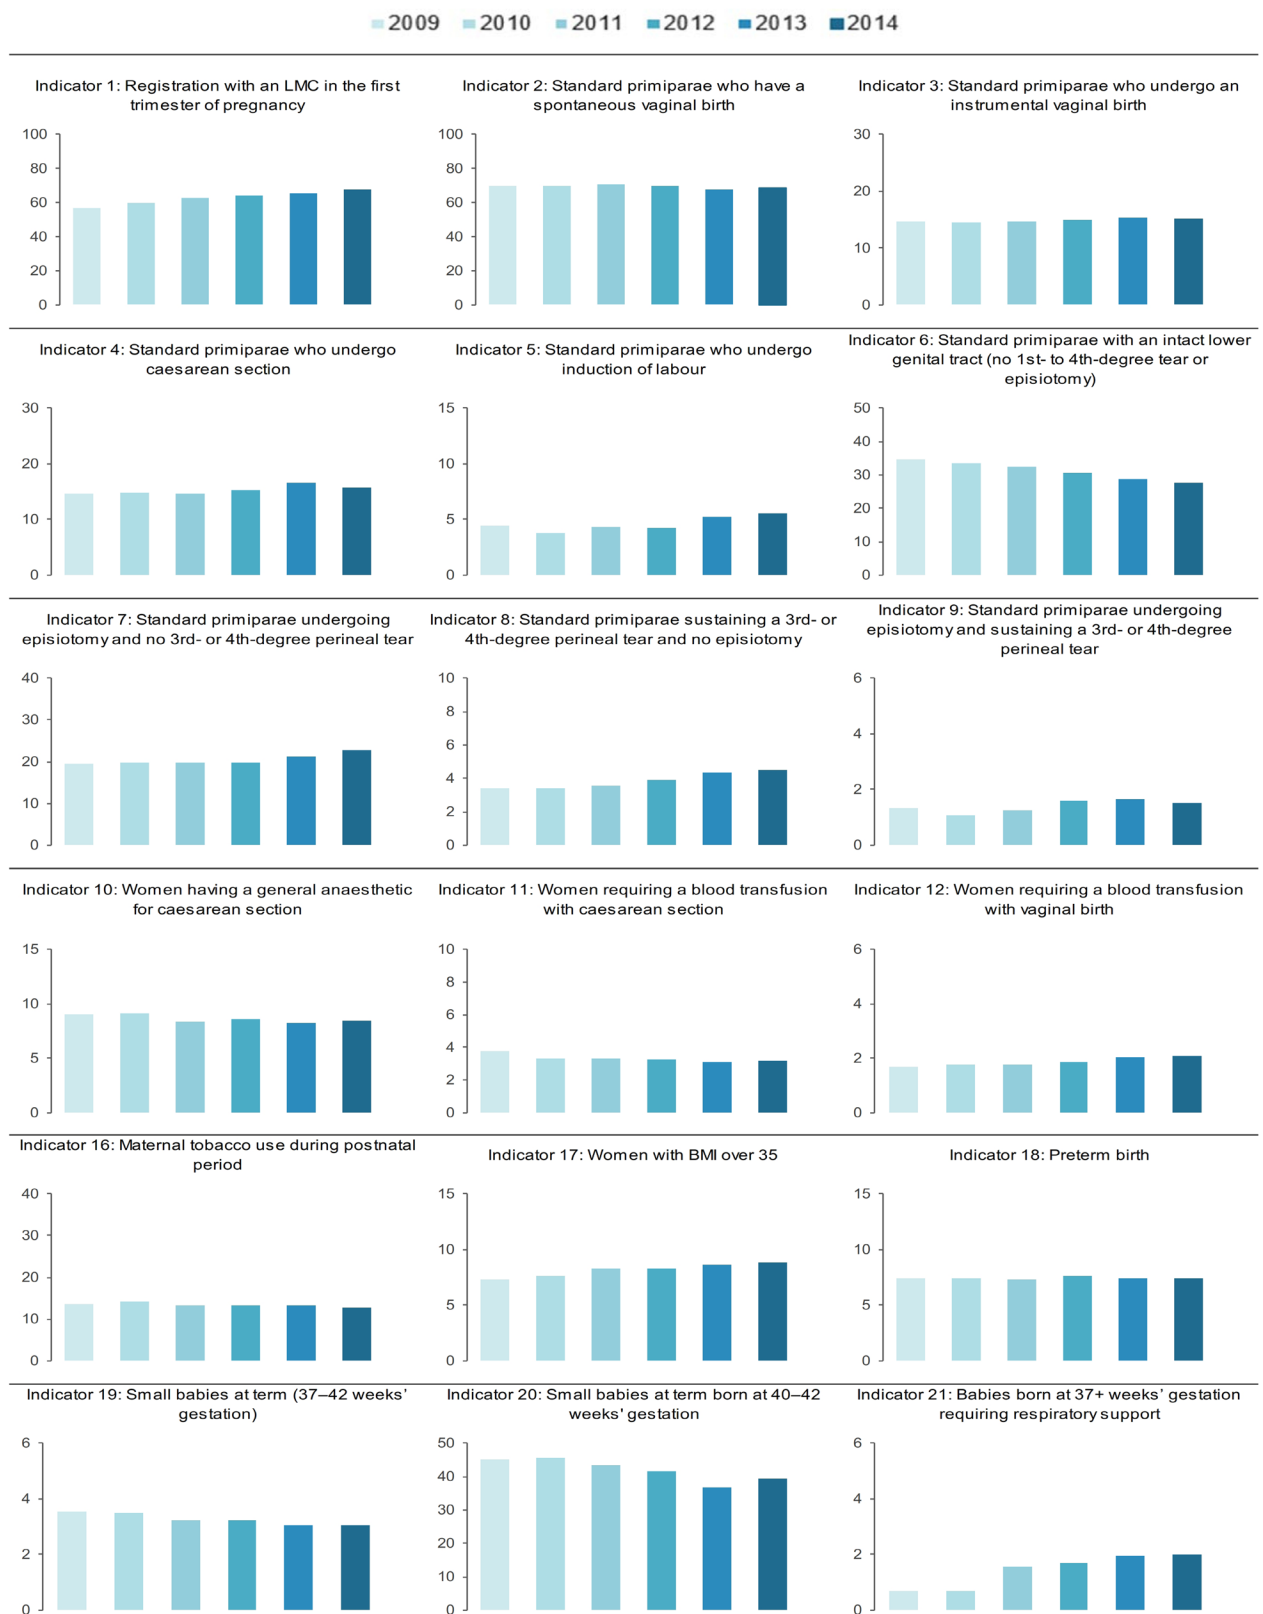 2009 2010 2011 2012 2013 2014
Indicator 1: Registration with an LMC in the first
trimester of pregnancy
100
80
60
40
20
0
Indicator 2: Standard primiparae who have a
spontaneous vaginal birth
100
80
60
40
20
0
Indicator 3: Standard primiparae who undergo an
instrumental vaginal birth
30
20
10
0
Indicator 4: Standard primiparae who undergo
caesarean section
30
20
10
0
Indicator 5: Standard primiparae who undergo
induction of labour
15
10
5
0
Indicator 6: Standard primiparae with an intact lower
genital tract (no 1st- to 4th-degree tear or
episiotomy)
50
40
30
20
10
0
Indicator 7: Standard primiparae undergoing
episiotomy and no 3rd- or 4th-degree perineal tear
40
30
20
10
0
Indicator 8: Standard primiparae sustaining a 3rd- or
4th-degree perineal tear and no episiotomy
10
8
6
4
2
0
Indicator 9: Standard primiparae undergoing
episiotomy and sustaining a 3rd- or 4th-degree
perineal tear
6
4
2
0
Indicator 10: Women having a general anaesthetic
for caesarean section
15
10
5
0
Indicator 11: Women requiring a blood transfusion
with caesarean section
10
8
6
4
2
0
Indicator 12: Women requiring a blood transfusion
with vaginal birth
6
4
2
0
Indicator 16: Maternal tobacco use during postnatal
period
40
30
20
10
0
Indicator 17: Women with BMI over 35
15
10
5
0
Indicator 18: Preterm birth
15
10
5
0
Indicator 19: Small babies at term (37–42 weeks'
gestation)
6
4
2
0
Indicator 20: Small babies at term born at 40–42
weeks' gestation
50
40
30
20
10
0
Indicator 21: Babies born at 37+ weeks' gestation
requiring respiratory support
6
4
2
0